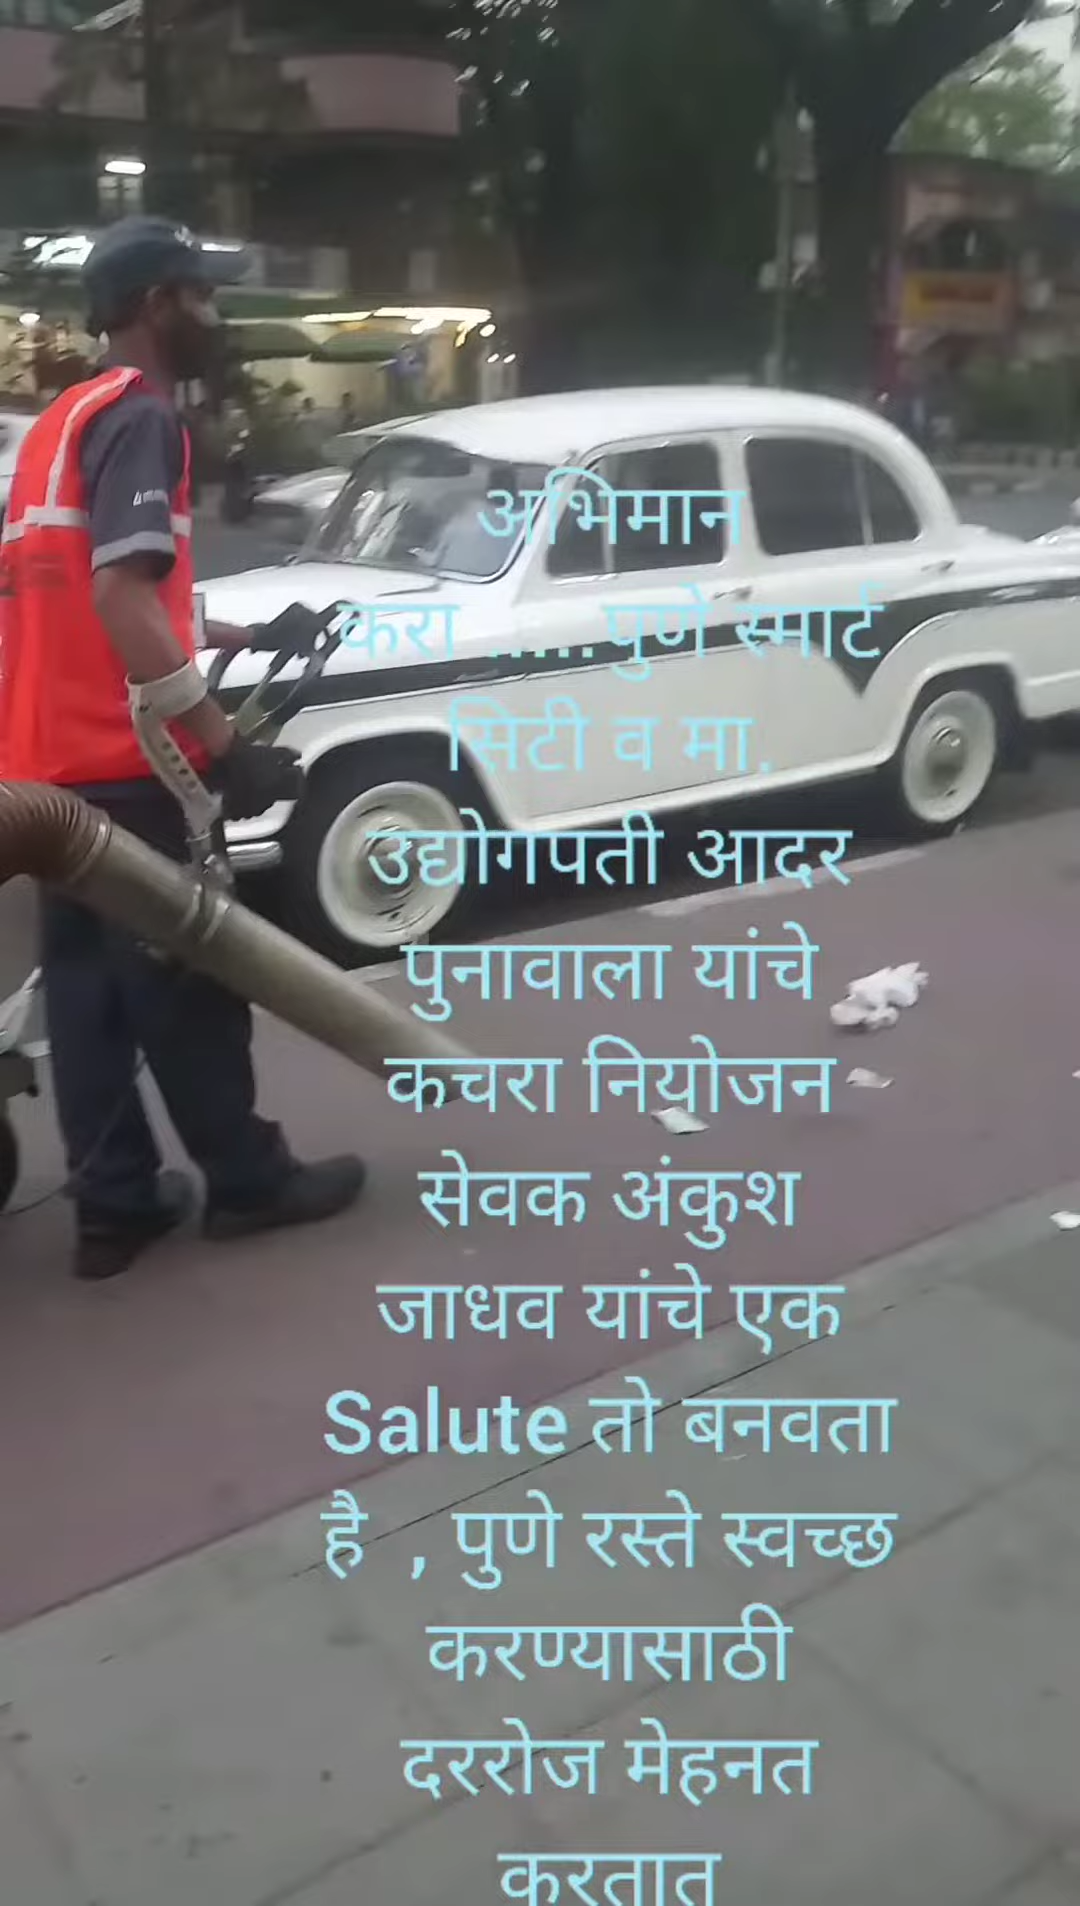 अभिमान
करा ......पुणे स्मार्ट
सिटी व मा.
उद्योगपती आदर
पुनावाला यांचे
कचरा नियोजन
सेवक अंकुश
जाधव यांचे एक
Salute तो बनवता
है , पुणे रस्ते स्वच्छ
करण्यासाठी
दररोज मेहनत
करतात